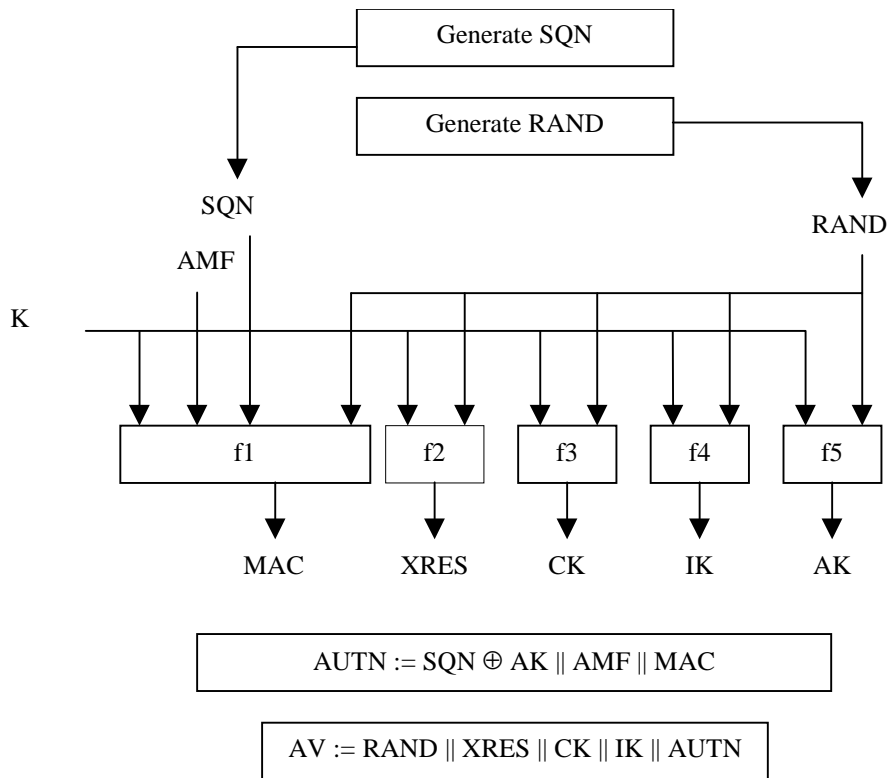 Generate SQN
Generate RAND
SQN
RAND
AMF
K
f1 f2 f3 f4 f5
MAC XRES CK IK AK
AUTN := SQN ⊕ AK || AMF || MAC
AV := RAND || XRES || CK || IK || AUTN